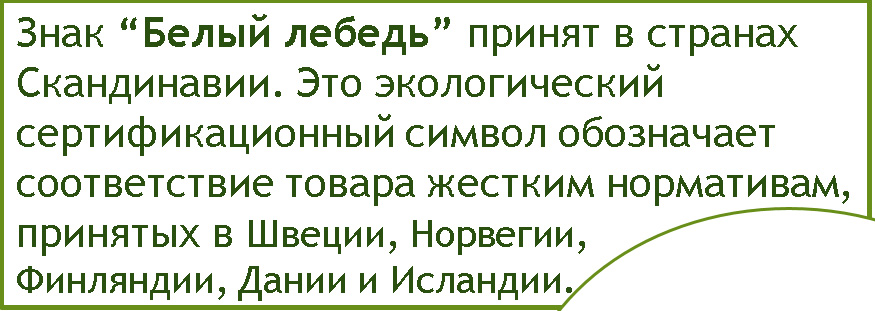 Знак “Белый лебедь” принят в странах
Скандинавии. Это экологический
сертификационный символ обозначает
соответствие товара жестким нормативам,
принятых в Швеции, Норвегии,
Финляндии, Дании и Исландии.